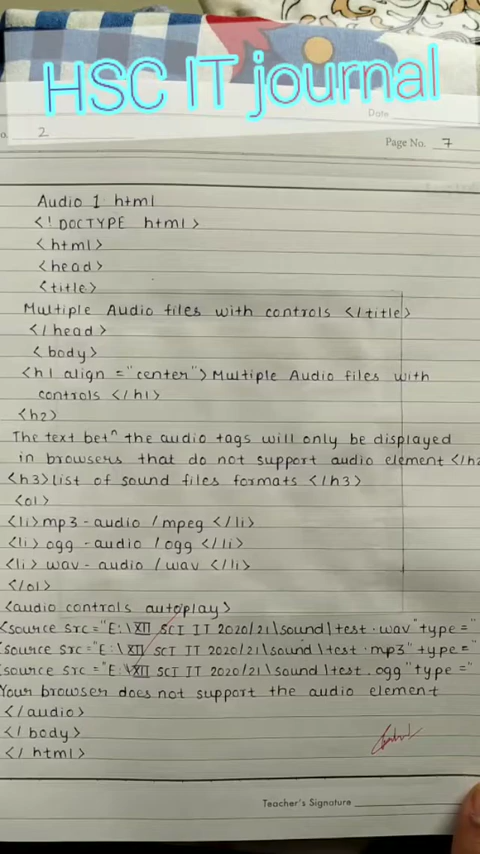 HSC IT journal
Date
o. 2
Page No. 7
Audio 1 html
<! DOCTYPE html>
<html>
<head>
<title>
Multiple Audio files with controls </title>
</head>
<body>
<h1 align ="center"> Multiple Audio files with
controls </h1>
<h2>
The text betⁿ the audio tags will only be displayed
in browsers that do not support audio element </h2
<h3>list of sound files formats </h3>
<ol>
<li>mp3 - audio /mpeg </li>
<li> ogg - audio /ogg </li>
<li> wav - audio /wav </li>
</ol>
<audio controls autoplay>
<source src="E:\XII SCI IT 2020/21\sound\test.wav" type ="
source src="E:\XII SCI IT 2020/21\sound\test.mp3" type="
source src ="E:\XII SCI IT 2020/21\sound\test.ogg" type ="
Your browser does not support the audio element
</audio>
</body>
</html>
Teacher's Signature